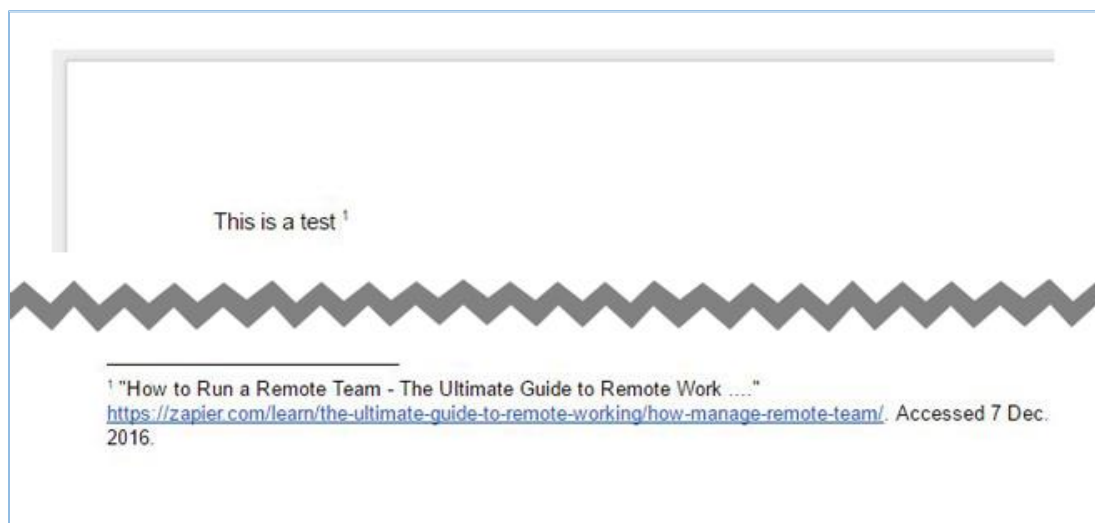 This is a test ¹
¹ "How to Run a Remote Team - The Ultimate Guide to Remote Work ...."
https://zapier.com/learn/the-ultimate-guide-to-remote-working/how-manage-remote-team/. Accessed 7 Dec.
2016.